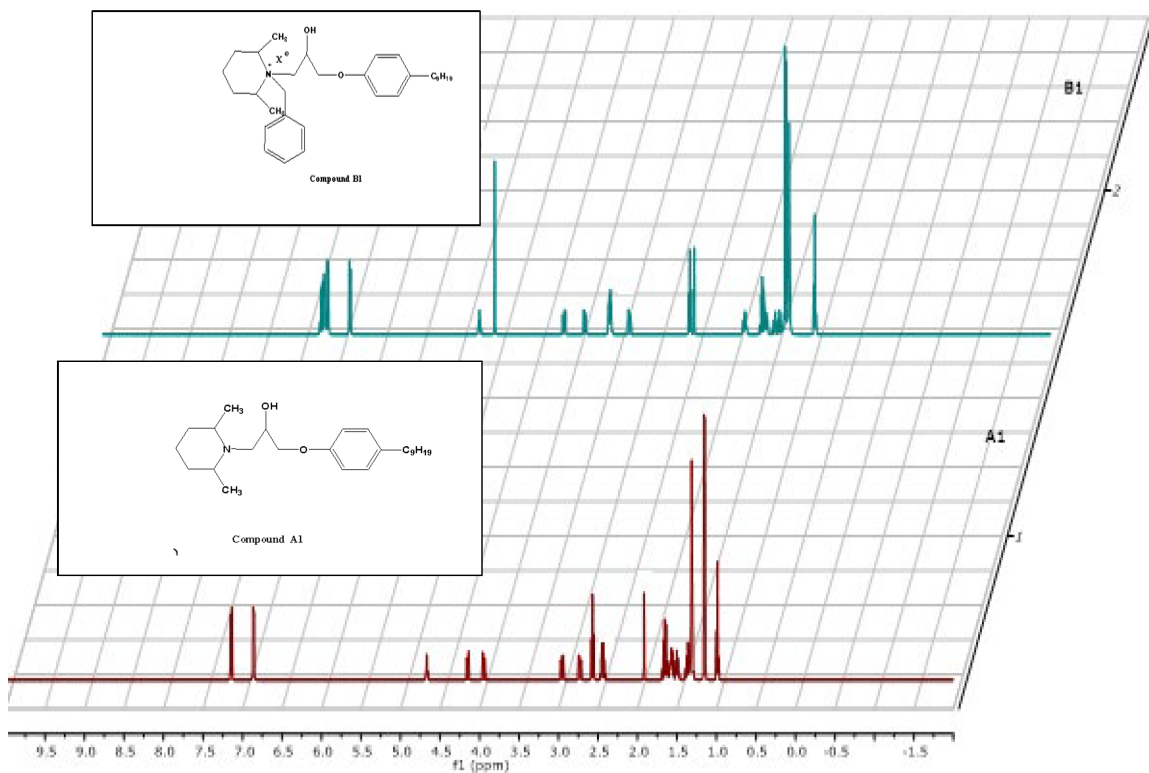 OH
CH₃
+ X ⊖
N
O
C₉H₁₉
CH₃
Compound B1
B1
2
OH
CH₃
N
O
C₉H₁₉
CH₃
Compound A1
A1
1
9.5 9.0 8.5 8.0 7.5 7.0 6.5 6.0 5.5 5.0 4.5 4.0 3.5 3.0 2.5 2.0 1.5 1.0 0.5 0.0 -0.5 -1.5
f1 (ppm)